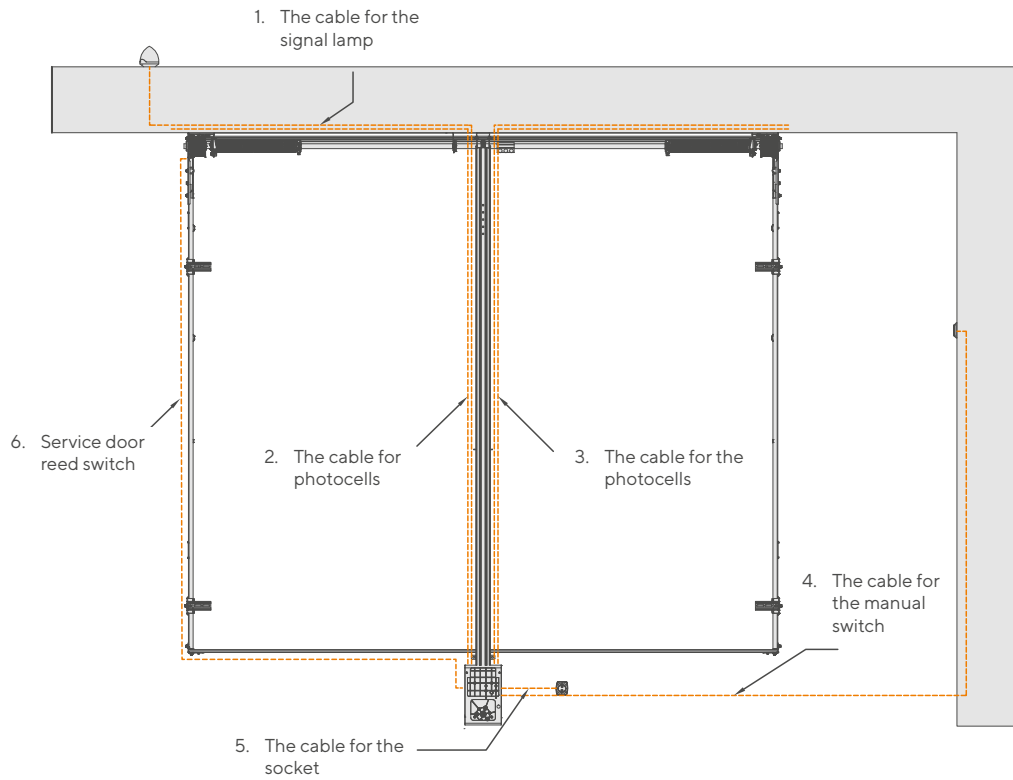 1. The cable for the
signal lamp
6. Service door
reed switch
2. The cable for
photocells
3. The cable for the
photocells
4. The cable for
the manual
switch
5. The cable for the
socket